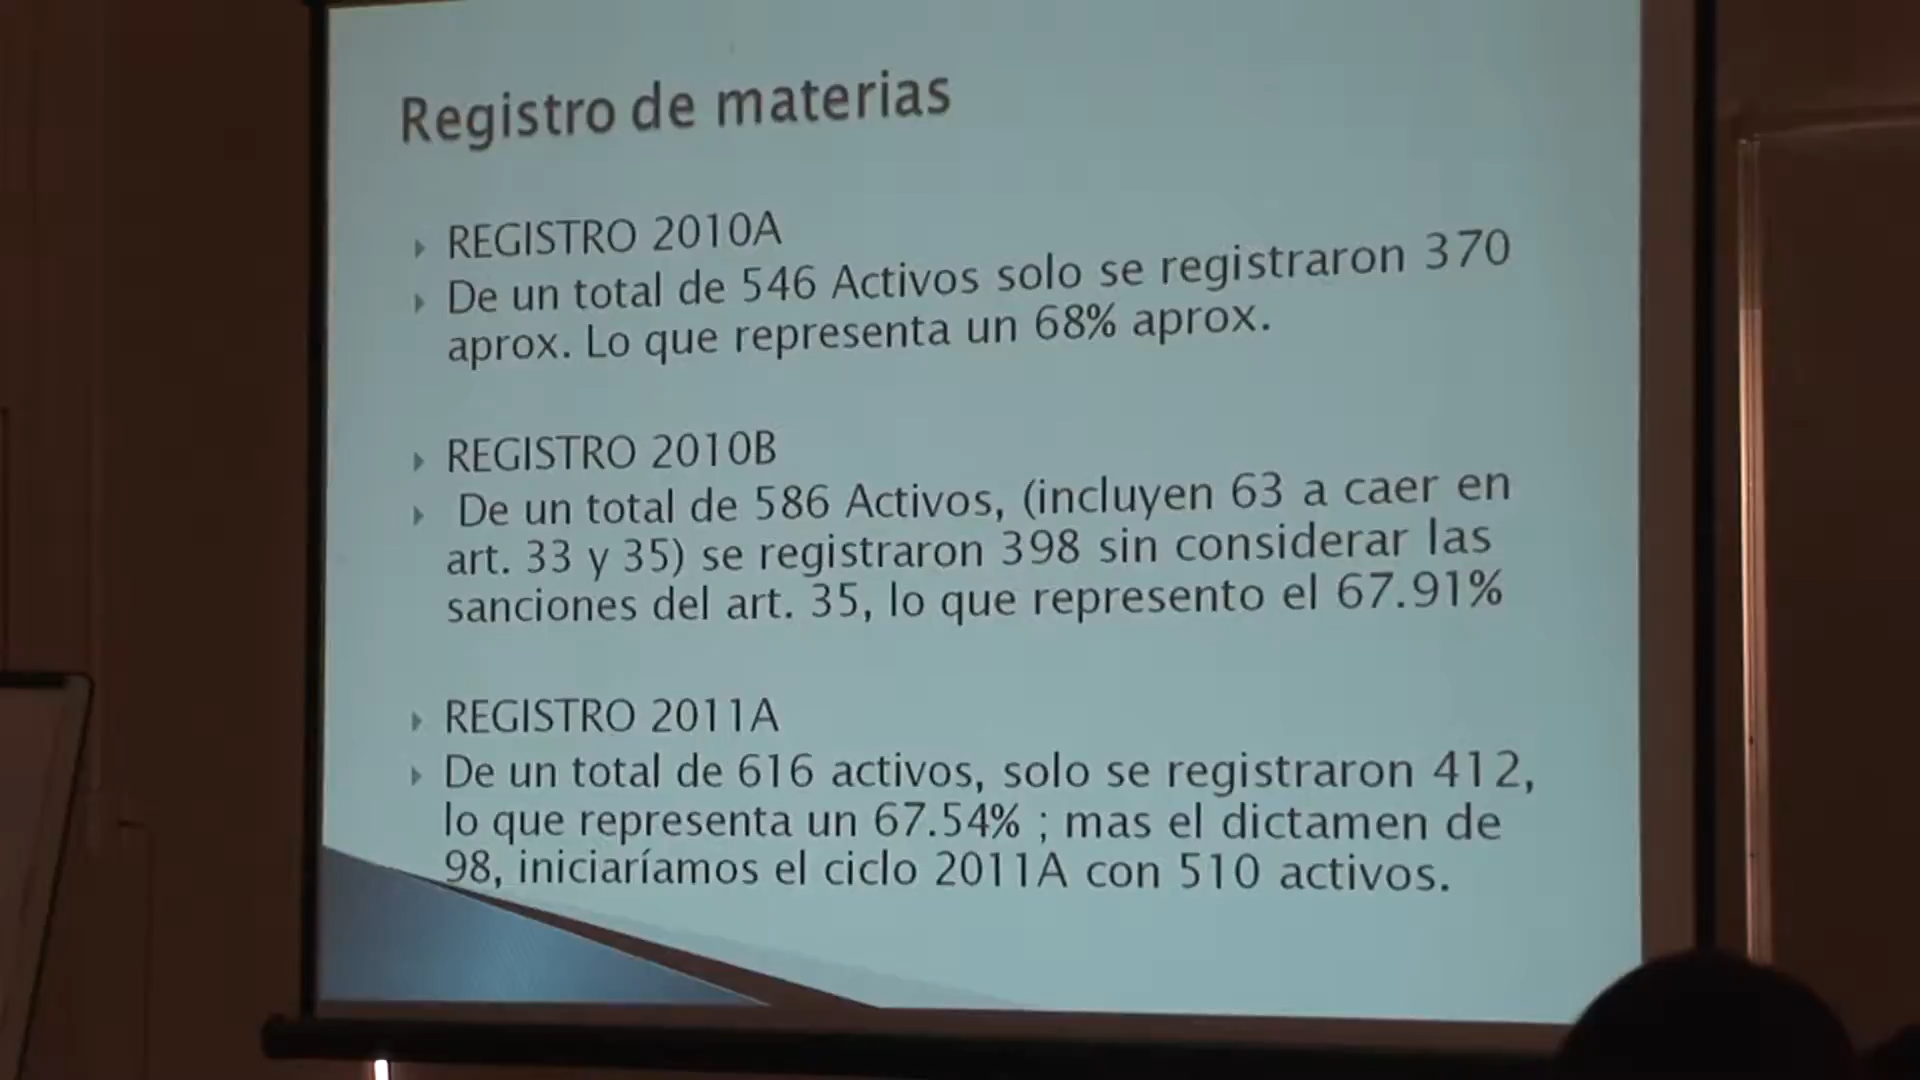 Registro de materias
REGISTRO 2010A
De un total de 546 Activos solo se registraron 370
aprox. Lo que representa un 68% aprox.
REGISTRO 2010B
De un total de 586 Activos, (incluyen 63 a caer en
art. 33 y 35) se registraron 398 sin considerar las
sanciones del art. 35, lo que represento el 67.91%
REGISTRO 2011A
De un total de 616 activos, solo se registraron 412,
lo que representa un 67.54% ; mas el dictamen de
98, iniciaríamos el ciclo 2011A con 510 activos.